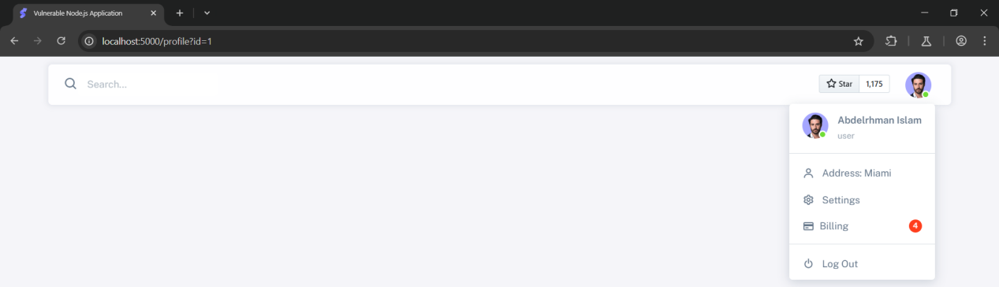 Vulnerable Node.js Application
localhost:5000/profile?id=1
Search...
Star 1,175
Abdelrhman Islam
user
Address: Miami
Settings
Billing 4
Log Out